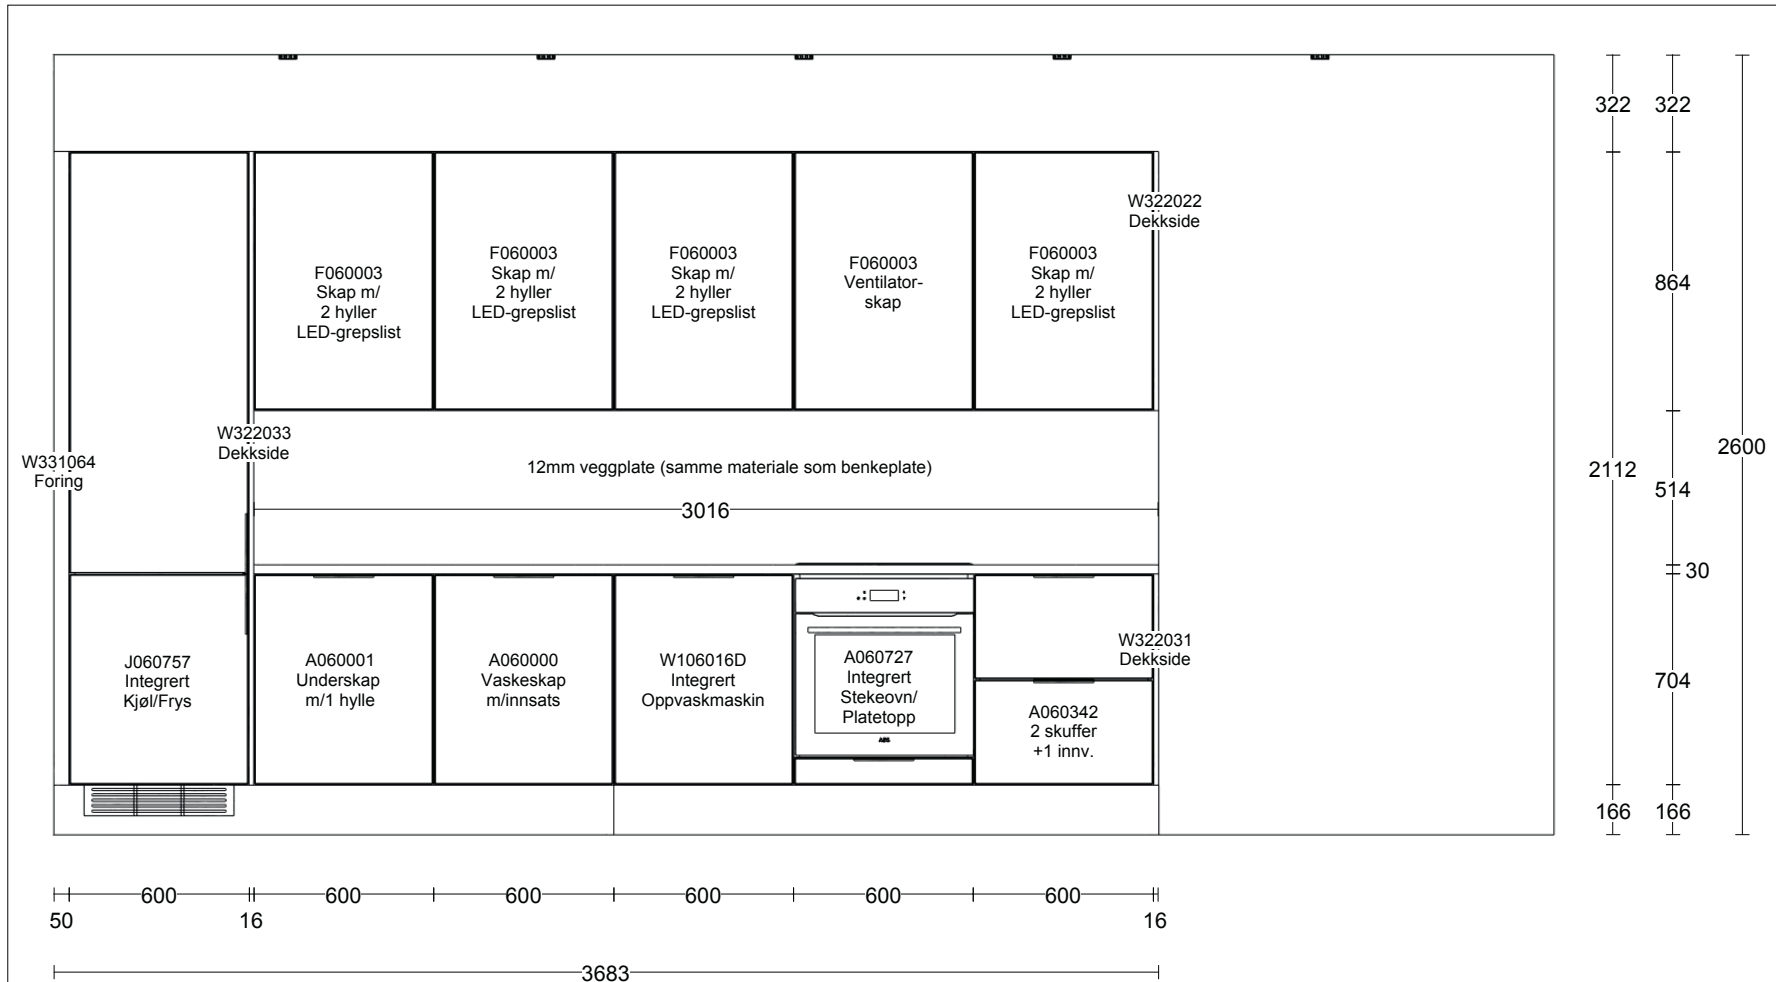 322
322
W322022
Dekkside
F060003
Skap m/
2 hyller
LED-grepslist
F060003
Skap m/
2 hyller
LED-grepslist
F060003
Skap m/
2 hyller
LED-grepslist
F060003
Ventilator-
skap
F060003
Skap m/
2 hyller
LED-grepslist
864
W331064
Foring
W322033
Dekkside
12mm veggplate (samme materiale som benkeplate)
3016
2112
514
2600
30
J060757
Integrert
Kjøl/Frys
A060001
Underskap
m/1 hylle
A060000
Vaskeskap
m/innsats
W106016D
Integrert
Oppvaskmaskin
A060727
Integrert
Stekeovn/
Platetopp
AEG
W322031
Dekkside
A060342
2 skuffer
+1 innv.
704
166
166
50
600
16
600
600
600
600
600
16
3683